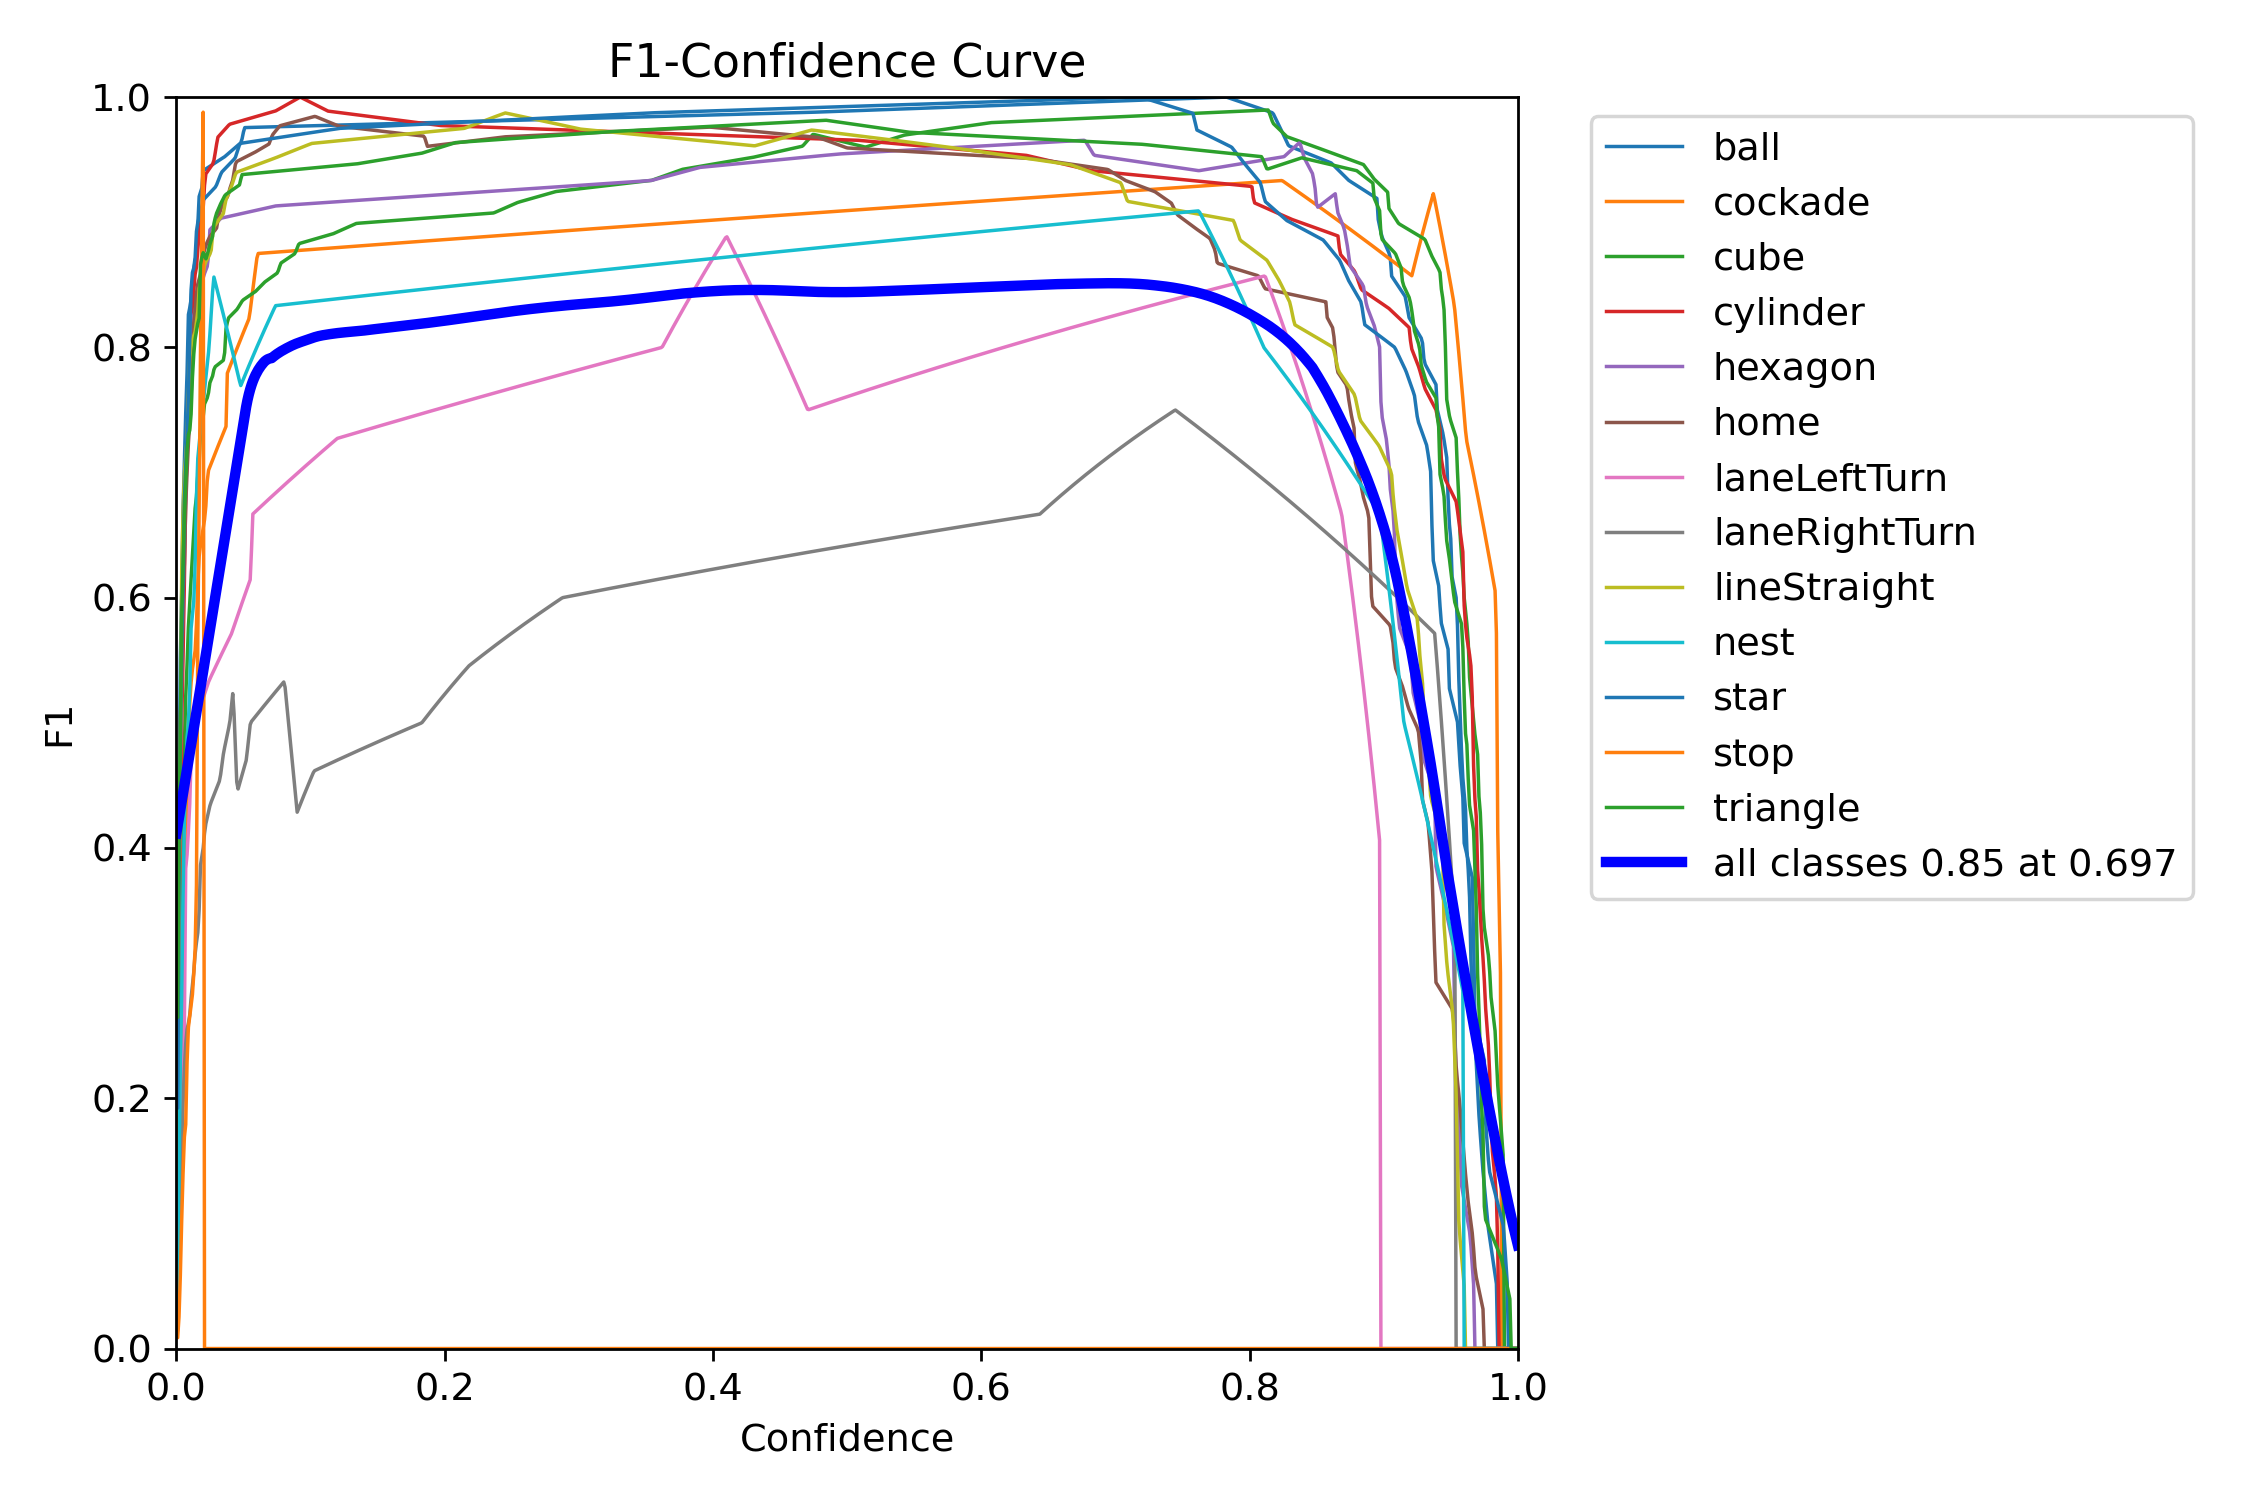 F1-Confidence Curve
1.0
0.8
0.6
0.4
0.2
0.0
F1
0.0 0.2 0.4 0.6 0.8 1.0
Confidence
ball
cockade
cube
cylinder
hexagon
home
laneLeftTurn
laneRightTurn
lineStraight
nest
star
stop
triangle
all classes 0.85 at 0.697